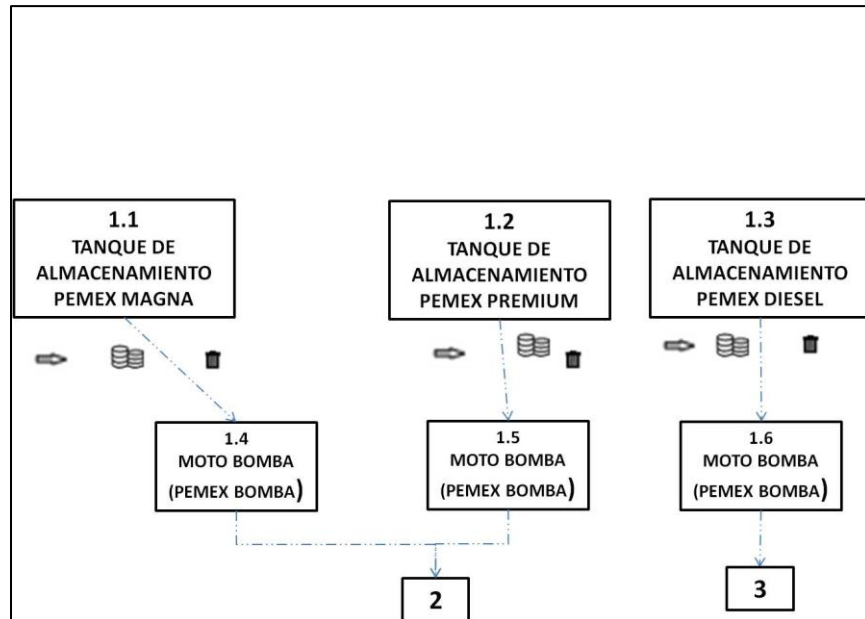 1.1
TANQUE DE
ALMACENAMIENTO
PEMEX MAGNA
1.2
TANQUE DE
ALMACENAMIENTO
PEMEX PREMIUM
1.3
TANQUE DE
ALMACENAMIENTO
PEMEX DIESEL
1.4
MOTO BOMBA
(PEMEX BOMBA)
1.5
MOTO BOMBA
(PEMEX BOMBA)
1.6
MOTO BOMBA
(PEMEX BOMBA)
2
3